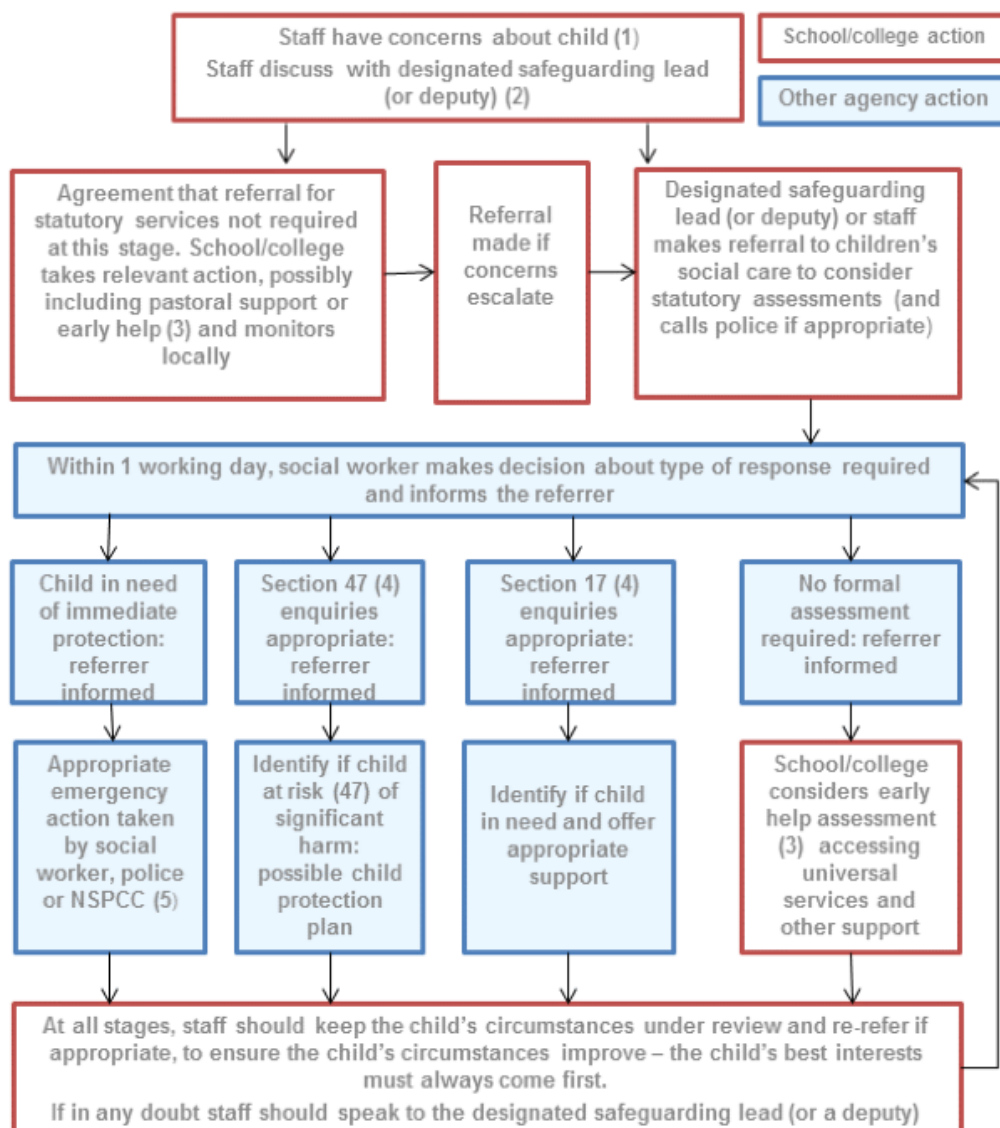 Staff have concerns about child (1)
Staff discuss with designated safeguarding lead
(or deputy) (2)
School/college action
Other agency action
Agreement that referral for
statutory services not required
at this stage. School/college
takes relevant action, possibly
including pastoral support or
early help (3) and monitors
locally
Referral
made if
concerns
escalate
Designated safeguarding
lead (or deputy) or staff
makes referral to children’s
social care to consider
statutory assessments (and
calls police if appropriate)
Within 1 working day, social worker makes decision about type of response required
and informs the referrer
Child in need
of immediate
protection:
referrer
informed
Section 47 (4)
enquiries
appropriate:
referrer
informed
Section 17 (4)
enquiries
appropriate:
referrer
informed
No formal
assessment
required: referrer
informed
Appropriate
emergency
action taken
by social
worker, police
or NSPCC (5)
Identify if child
at risk (47) of
significant
harm:
possible child
protection
plan
Identify if child
in need and offer
appropriate
support
School/college
considers early
help assessment
(3) accessing
universal
services and
other support
At all stages, staff should keep the child’s circumstances under review and re-refer if
appropriate, to ensure the child’s circumstances improve – the child’s best interests
must always come first.
If in any doubt staff should speak to the designated safeguarding lead (or a deputy)